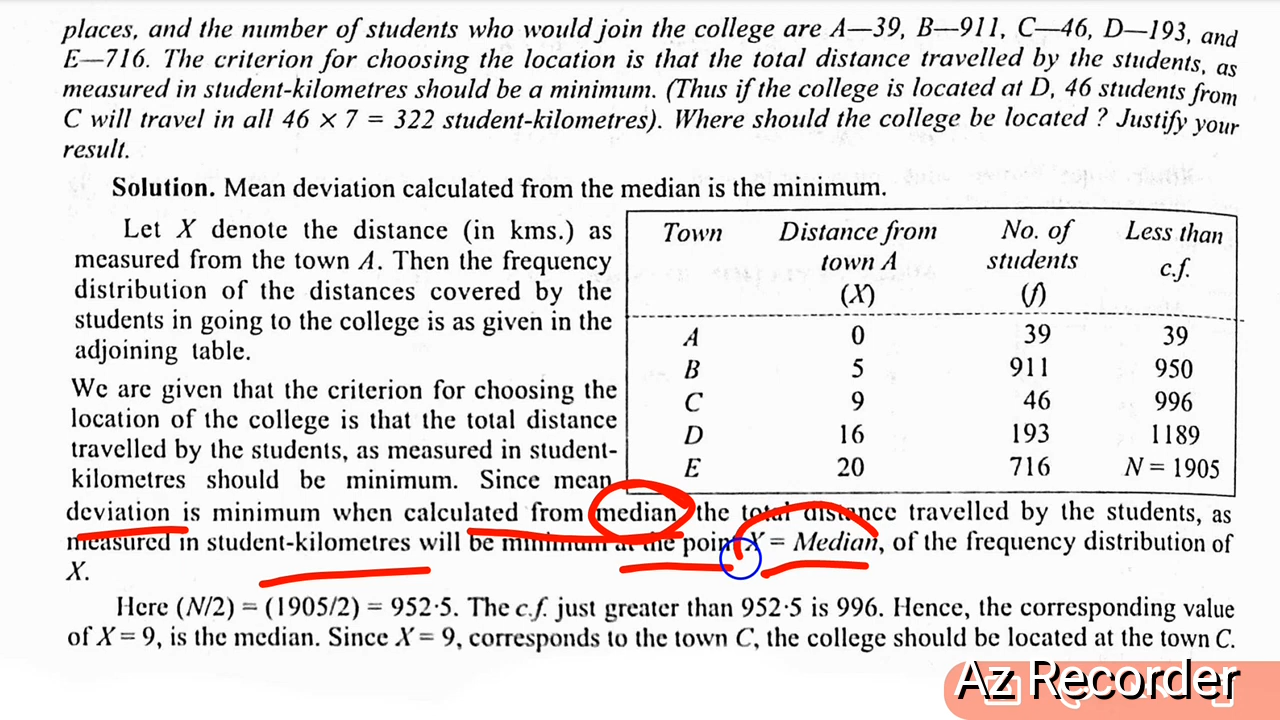 places, and the number of students who would join the college are A—39, B—911, C—46, D—193, and
E—716. The criterion for choosing the location is that the total distance travelled by the students, as
measured in student-kilometres should be a minimum. (Thus if the college is located at D, 46 students from
C will travel in all 46 × 7 = 322 student-kilometres). Where should the college be located ? Justify your
result.
Solution. Mean deviation calculated from the median is the minimum.
Let X denote the distance (in kms.) as
measured from the town A. Then the frequency
distribution of the distances covered by the
students in going to the college is as given in the
adjoining table.
We are given that the criterion for choosing the
location of the college is that the total distance
travelled by the students, as measured in student-
kilometres should be minimum. Since mean
Town Distance from No. of Less than
town A students c.f.
(X) (f)
A 0 39 39
B 5 911 950
C 9 46 996
D 16 193 1189
E 20 716 N = 1905
deviation is minimum when calculated from median, the total distance travelled by the students, as
measured in student-kilometres will be minimum at the point X = Median, of the frequency distribution of
X.
Here (N/2) = (1905/2) = 952·5. The c.f. just greater than 952·5 is 996. Hence, the corresponding value
of X = 9, is the median. Since X = 9, corresponds to the town C, the college should be located at the town C.
Az Recorder